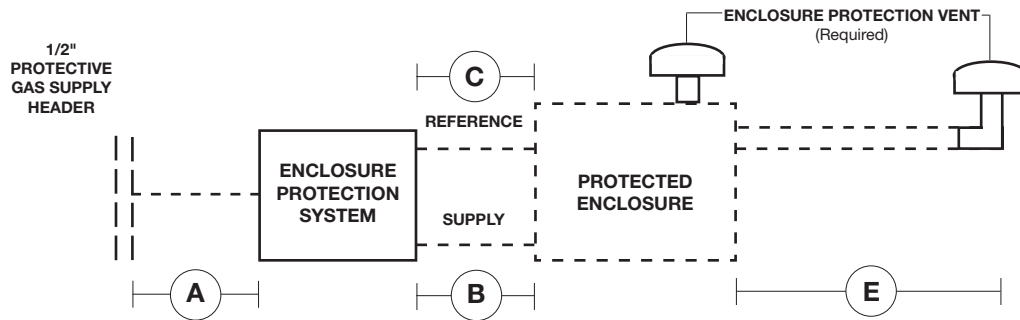 ENCLOSURE PROTECTION VENT
(Required)
1/2"
PROTECTIVE
GAS SUPPLY
HEADER
C
REFERENCE
ENCLOSURE
PROTECTION
SYSTEM
PROTECTED
ENCLOSURE
SUPPLY
A
B
E